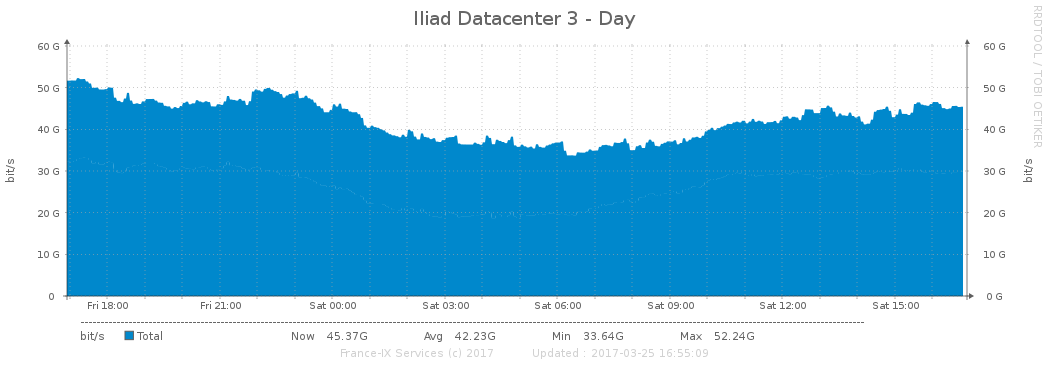 Iliad Datacenter 3 - Day
RRDTOOL / TOBI OETIKER
60 G 60 G
50 G 50 G
40 G 40 G
30 G 30 G
20 G 20 G
10 G 10 G
0 0 G
bit/s bit/s
Fri 18:00 Fri 21:00 Sat 00:00 Sat 03:00 Sat 06:00 Sat 09:00 Sat 12:00 Sat 15:00
bit/s Total Now 45.37G Avg 42.23G Min 33.64G Max 52.24G
France-IX Services (c) 2017 Updated : 2017-03-25 16:55:09